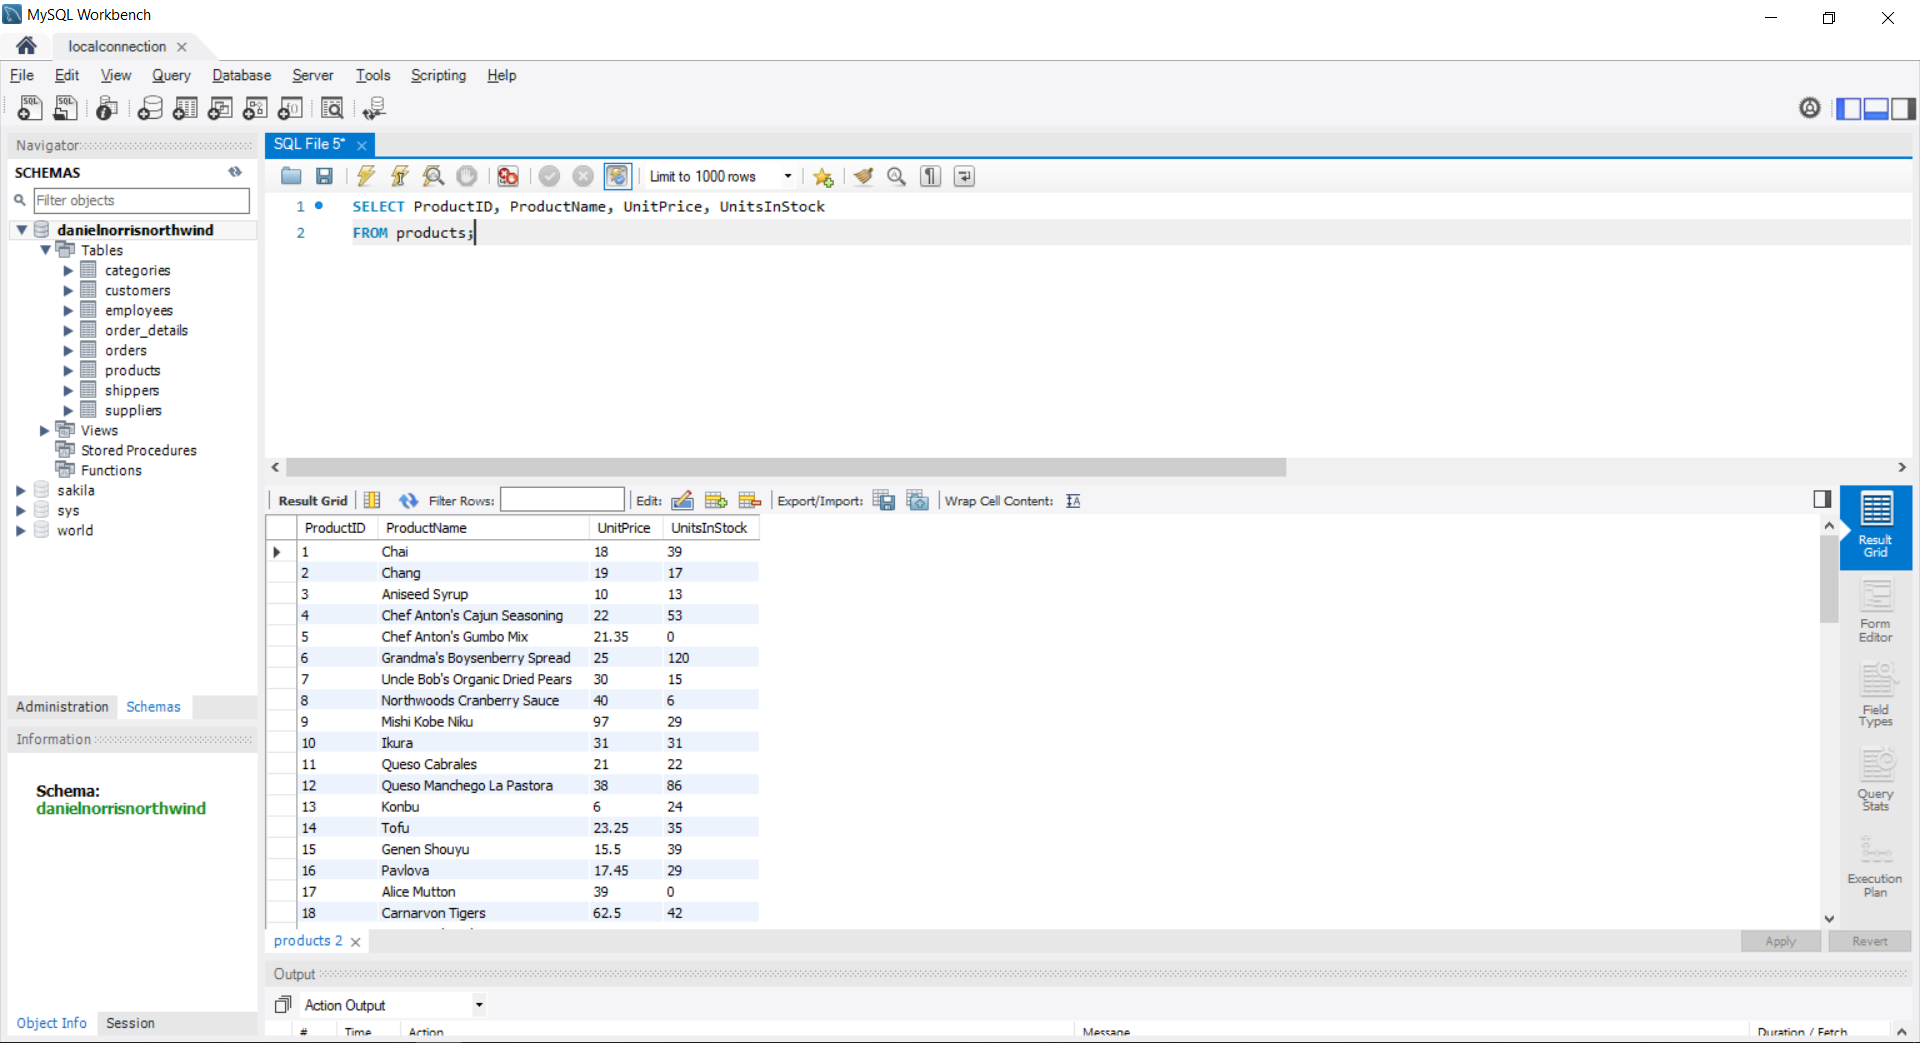 MySQL Workbench
localconnection
File Edit View Query Database Server Tools Scripting Help
Navigator
SCHEMAS
Filter objects
danielnorrisnorthwind
Tables
categories
customers
employees
order_details
orders
products
shippers
suppliers
Views
Stored Procedures
Functions
sakila
sys
world
Administration Schemas
Information
Schema:
danielnorrisnorthwind
Object Info Session
SQL File 5*
Limit to 1000 rows
1 SELECT ProductID, ProductName, UnitPrice, UnitsInStock
2 FROM products;
Result Grid Filter Rows: Edit: Export/Import: Wrap Cell Content:
ProductID ProductName UnitPrice UnitsInStock
1 Chai 18 39
2 Chang 19 17
3 Aniseed Syrup 10 13
4 Chef Anton's Cajun Seasoning 22 53
5 Chef Anton's Gumbo Mix 21.35 0
6 Grandma's Boysenberry Spread 25 120
7 Uncle Bob's Organic Dried Pears 30 15
8 Northwoods Cranberry Sauce 40 6
9 Mishi Kobe Niku 97 29
10 Ikura 31 31
11 Queso Cabrales 21 22
12 Queso Manchego La Pastora 38 86
13 Konbu 6 24
14 Tofu 23.25 35
15 Genen Shouyu 15.5 39
16 Pavlova 17.45 29
17 Alice Mutton 39 0
18 Carnarvon Tigers 62.5 42
Result
Grid
Form
Editor
Field
Types
Query
Stats
Execution
Plan
products 2
Apply Revert
Output
Action Output
# Time Action Message Duration / Fetch